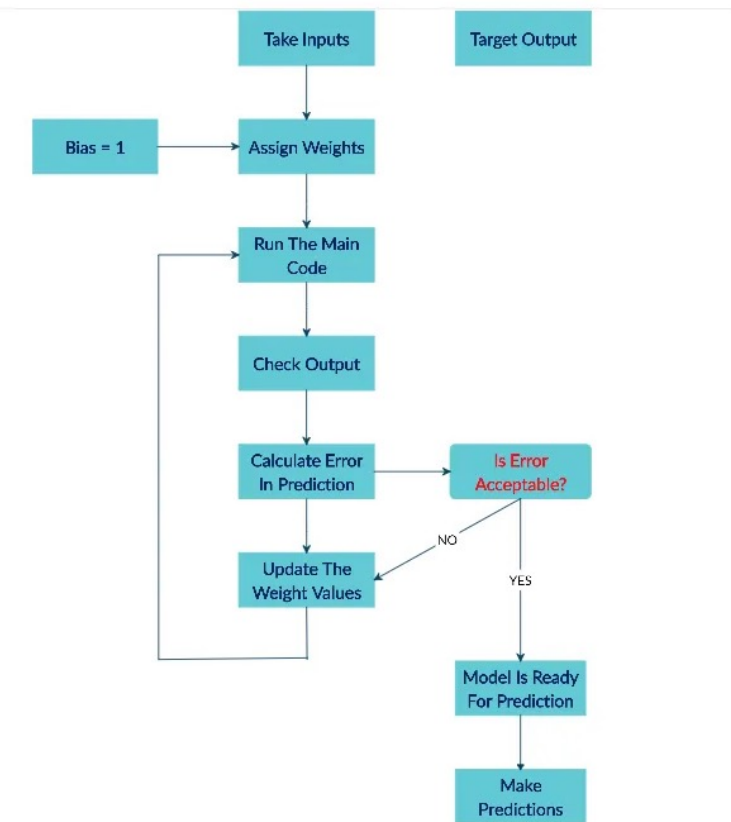 Take Inputs
Target Output
Bias = 1
Assign Weights
Run The Main
Code
Check Output
Calculate Error
In Prediction
Is Error
Acceptable?
NO
Update The
Weight Values
YES
Model Is Ready
For Prediction
Make
Predictions